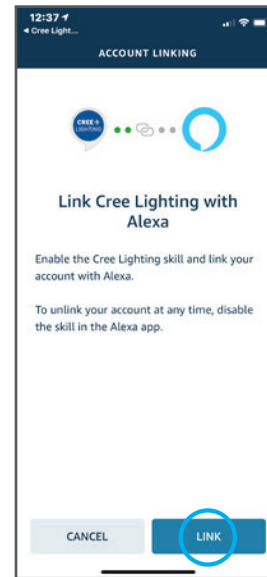 12:37
Cree Light...
ACCOUNT LINKING
CREE
LIGHTING
Link Cree Lighting with
Alexa
Enable the Cree Lighting skill and link your
account with Alexa.
To unlink your account at any time, disable
the skill in the Alexa app.
CANCEL LINK